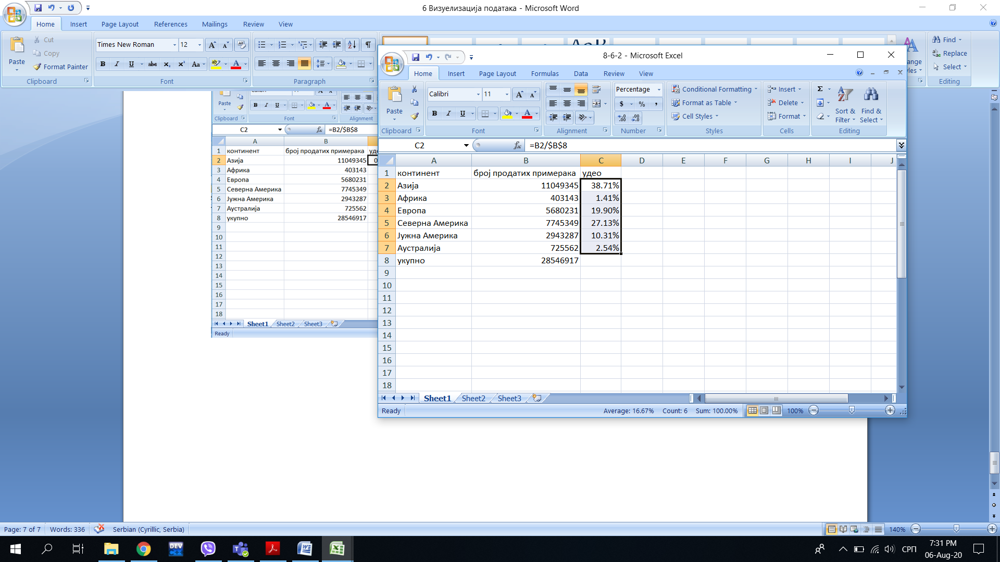 6 Визуелизација података - Microsoft Word
Home Insert Page Layout References Mailings Review View
Paste
Cut
Copy
Format Painter
Clipboard
Times New Roman 12
Font
Paragraph
Find
Replace
Select
Editing
8-6-2 - Microsoft Excel
Home Insert Page Layout Formulas Data Review View
Paste
Clipboard
Calibri 11
Font
Alignment
Percentage
Number
Conditional Formatting
Format as Table
Cell Styles
Styles
Insert
Delete
Format
Cells
Sort & Filter
Find & Select
Editing
C2 =B2/$B$8
A B C D E F G H I J
1 континент број продатих примерака удео
2 Азија 11049345 38.71%
3 Африка 403143 1.41%
4 Европа 5680231 19.90%
5 Северна Америка 7745349 27.13%
6 Јужна Америка 2943287 10.31%
7 Аустралија 725562 2.54%
8 укупно 28546917
9
10
11
12
13
14
15
16
17
18
Sheet1 Sheet2 Sheet3
Ready Average: 16.67% Count: 6 Sum: 100.00% 100%
Paste
Clipboard Font Alignment
C2 =B2/$B$8
A B
1 континент број продатих примерака
2 Азија 11049345
3 Африка 403143
4 Европа 5680231
5 Северна Америка 7745349
6 Јужна Америка 2943287
7 Аустралија 725562
8 укупно 28546917
9
10
11
12
13
14
15
16
17
18
Sheet1 Sheet2 Sheet3
Ready
Page: 7 of 7 Words: 336 Serbian (Cyrillic, Serbia) 140%
DEV
СРП
7:31 PM
06-Aug-20